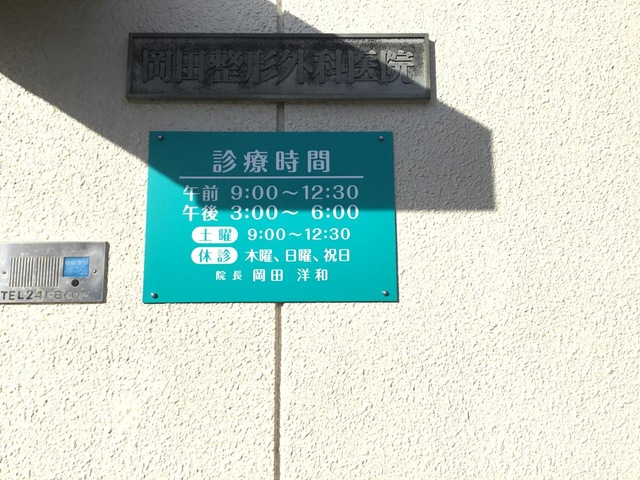 岡田整形外科医院
診療時間
午前 9:00〜12:30
午後 3:00〜 6:00
土曜 9:00〜12:30
休診 木曜、日曜、祝日
院長 岡田 洋和